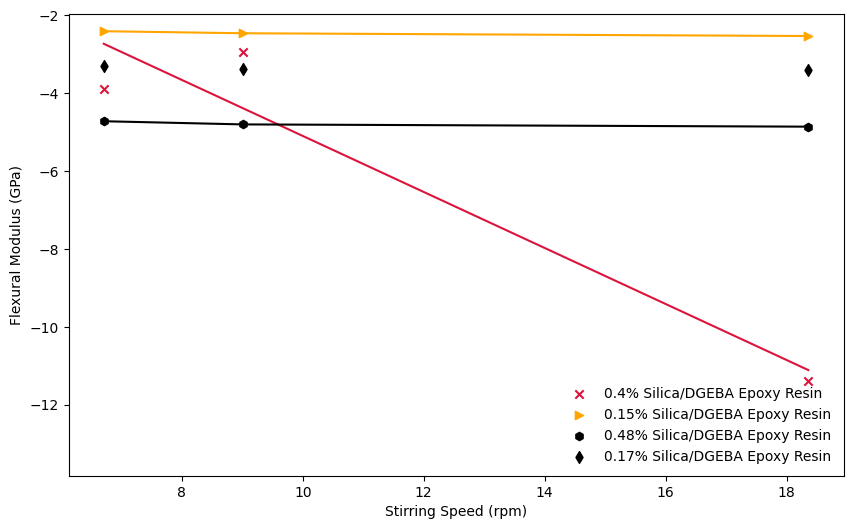 −2
−4
−6
−8
−10
−12
Flexural Modulus (GPa)
8
10
12
14
16
18
Stirring Speed (rpm)
0.4% Silica/DGEBA Epoxy Resin
0.15% Silica/DGEBA Epoxy Resin
0.48% Silica/DGEBA Epoxy Resin
0.17% Silica/DGEBA Epoxy Resin